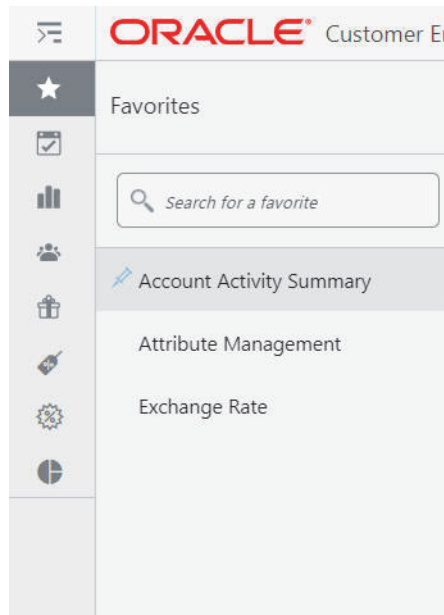 ORACLE® Customer
Favorites
Search for a favorite
Account Activity Summary
Attribute Management
Exchange Rate